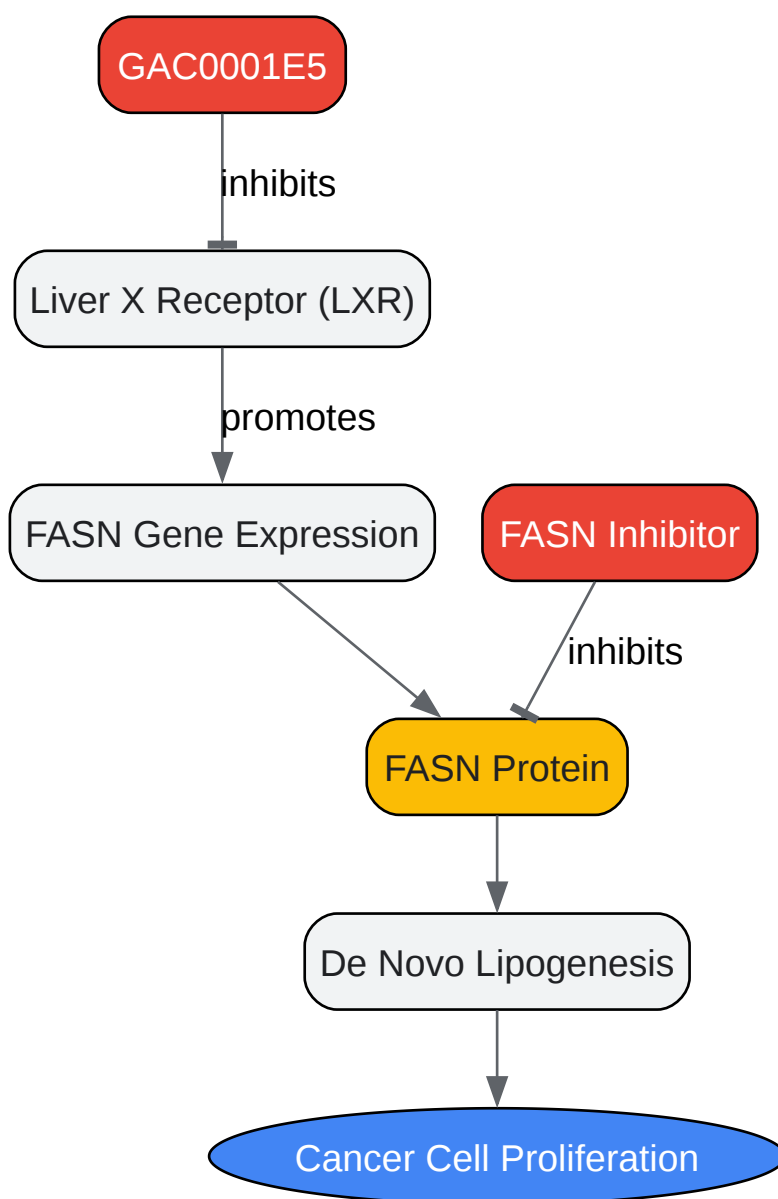 GAC0001E5
inhibits
Liver X Receptor (LXR)
promotes
FASN Gene Expression
FASN Inhibitor
inhibits
FASN Protein
De Novo Lipogenesis
Cancer Cell Proliferation